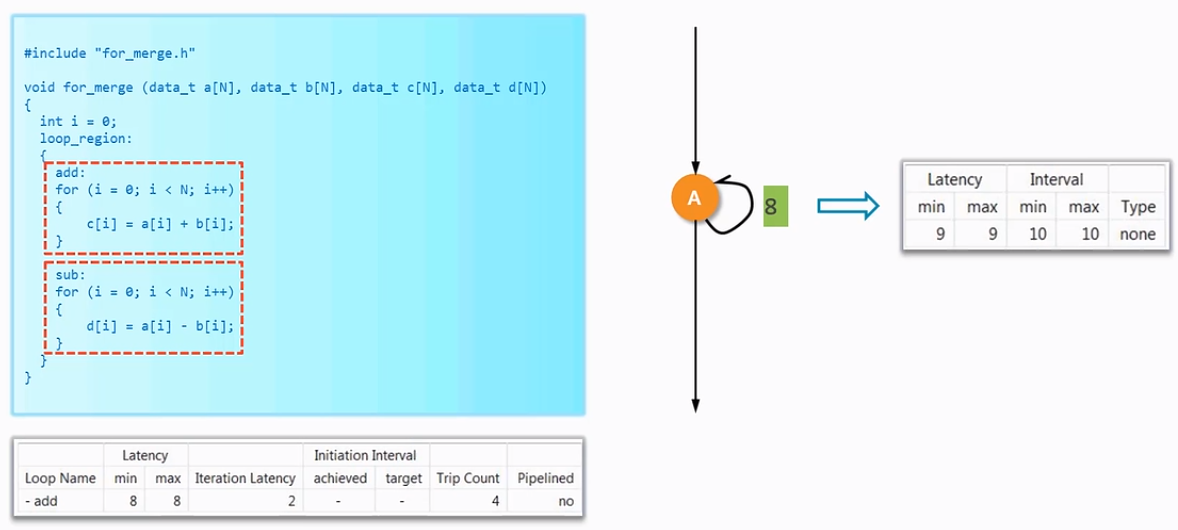 #include "for_merge.h"
void for_merge (data_t a[N], data_t b[N], data_t c[N], data_t d[N])
{
int i = 0;
loop_region:
{
add:
for (i = 0; i < N; i++)
{
c[i] = a[i] + b[i];
}
sub:
for (i = 0; i < N; i++)
{
d[i] = a[i] - b[i];
}
}
}
A
8
Latency Interval
min max min max Type
9 9 10 10 none
Latency Initiation Interval
Loop Name min max Iteration Latency achieved target Trip Count Pipelined
- add 8 8 2 - - 4 no